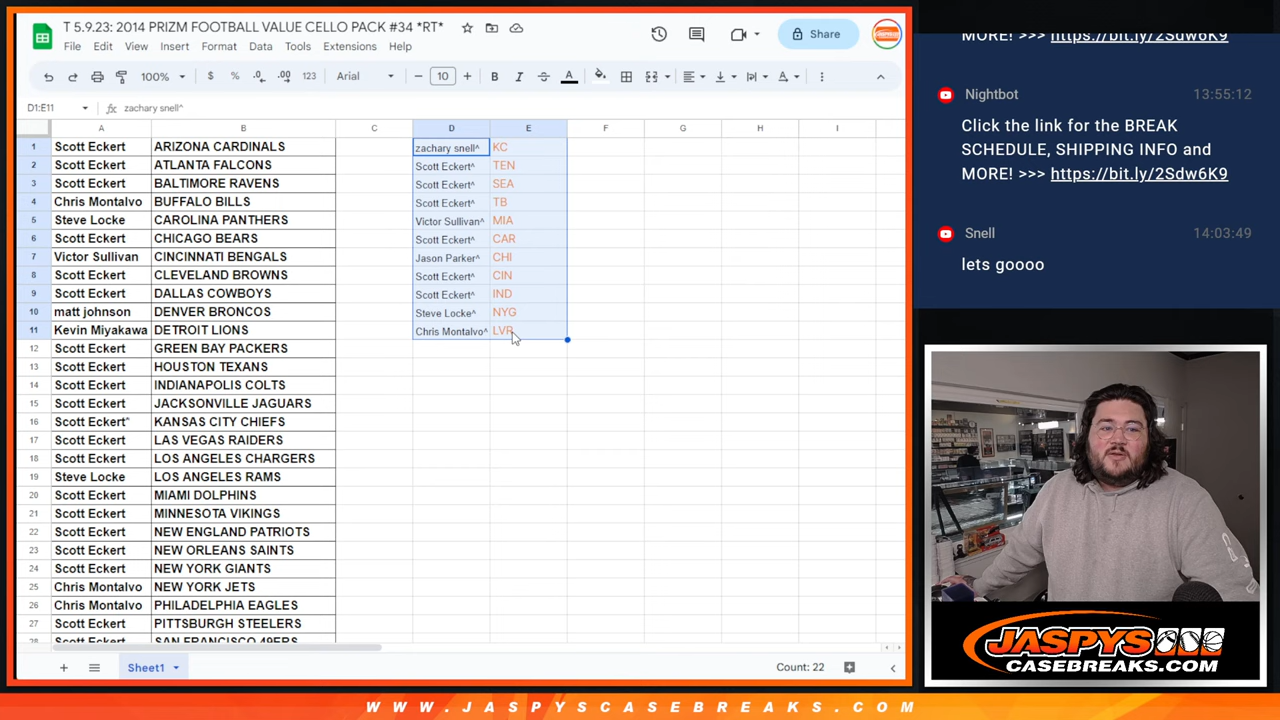 T 5.9.23: 2014 PRIZM FOOTBALL VALUE CELLO PACK #34 *RT*
File Edit View Insert Format Data Tools Extensions Help
Share
100% $ % .0 .00 123 Arial − 10 + B I A
D1:E11 fx zachary snell^
A B C D E F G H I
1 Scott Eckert ARIZONA CARDINALS zachary snell^ KC
2 Scott Eckert ATLANTA FALCONS Scott Eckert^ TEN
3 Scott Eckert BALTIMORE RAVENS Scott Eckert^ SEA
4 Chris Montalvo BUFFALO BILLS Scott Eckert^ TB
5 Steve Locke CAROLINA PANTHERS Victor Sullivan^ MIA
6 Scott Eckert CHICAGO BEARS Scott Eckert^ CAR
7 Victor Sullivan CINCINNATI BENGALS Jason Parker^ CHI
8 Scott Eckert CLEVELAND BROWNS Scott Eckert^ CIN
9 Scott Eckert DALLAS COWBOYS Scott Eckert^ IND
10 matt johnson DENVER BRONCOS Steve Locke^ NYG
11 Kevin Miyakawa DETROIT LIONS Chris Montalvo^ LVR
12 Scott Eckert GREEN BAY PACKERS
13 Scott Eckert HOUSTON TEXANS
14 Scott Eckert INDIANAPOLIS COLTS
15 Scott Eckert JACKSONVILLE JAGUARS
16 Scott Eckert^ KANSAS CITY CHIEFS
17 Scott Eckert LAS VEGAS RAIDERS
18 Scott Eckert LOS ANGELES CHARGERS
19 Steve Locke LOS ANGELES RAMS
20 Scott Eckert MIAMI DOLPHINS
21 Scott Eckert MINNESOTA VIKINGS
22 Scott Eckert NEW ENGLAND PATRIOTS
23 Scott Eckert NEW ORLEANS SAINTS
24 Scott Eckert NEW YORK GIANTS
25 Chris Montalvo NEW YORK JETS
26 Chris Montalvo PHILADELPHIA EAGLES
27 Scott Eckert PITTSBURGH STEELERS
28 Scott Eckert SAN FRANCISCO 49ERS
Sheet1
Count: 22
MORE! >>> https://bit.ly/2Sdw6K9
Nightbot 13:55:12
Click the link for the BREAK
SCHEDULE, SHIPPING INFO and
MORE! >>> https://bit.ly/2Sdw6K9
Snell 14:03:49
lets goooo
JASPYS
CASEBREAKS.COM
WWW.JASPYSCASEBREAKS.COM